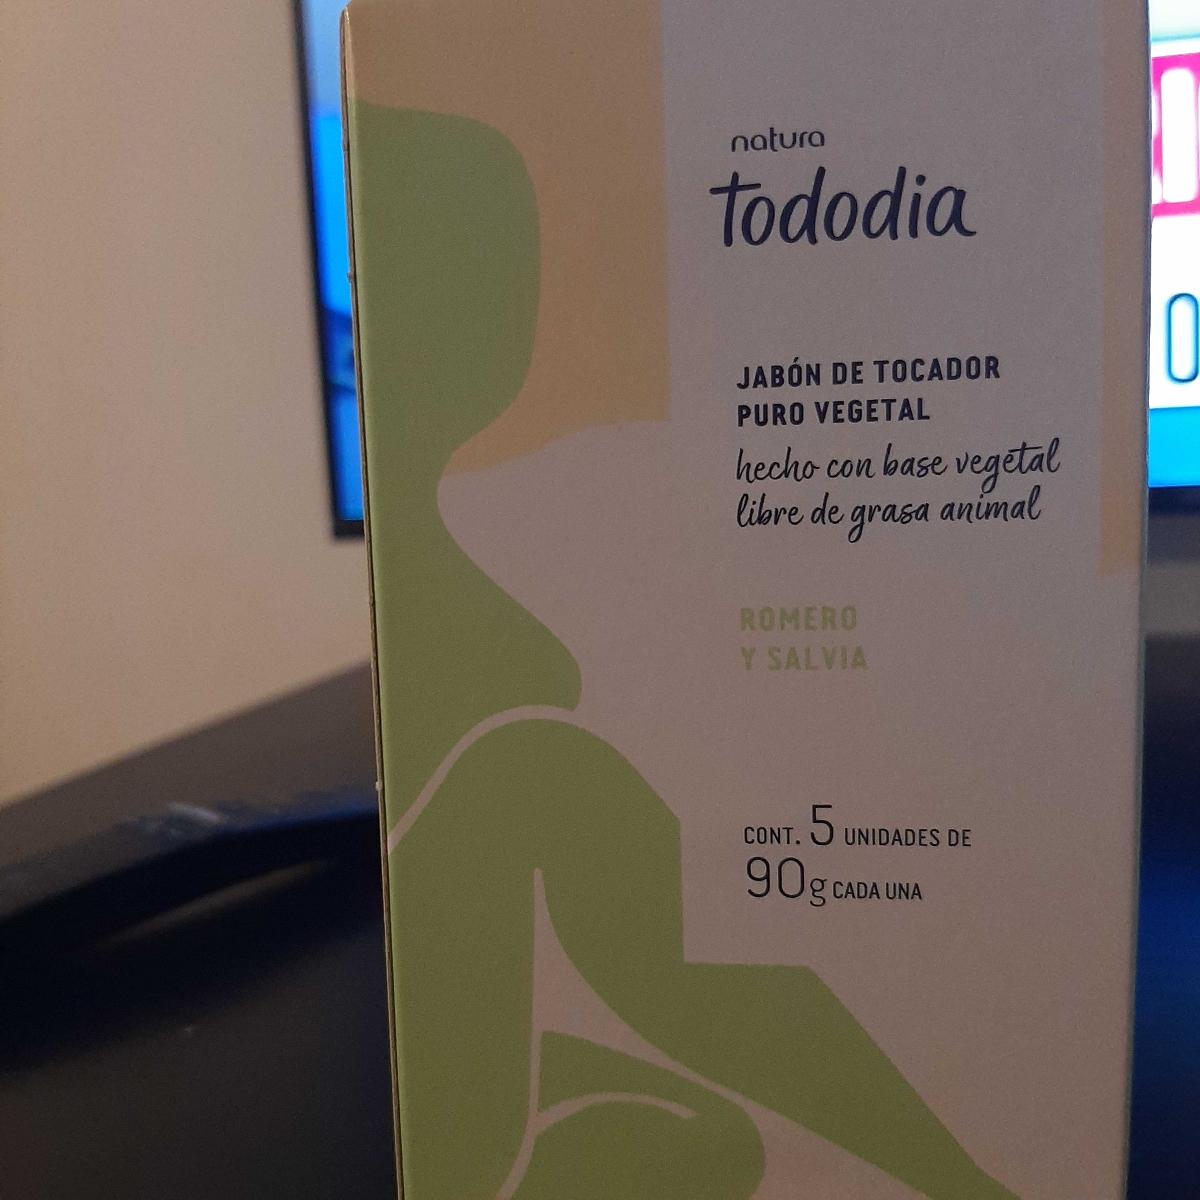 natura
tododia
JABÓN DE TOCADOR
PURO VEGETAL
hecho con base vegetal
libre de grasa animal
ROMERO
Y SALVIA
CONT. 5 UNIDADES DE
90g CADA UNA